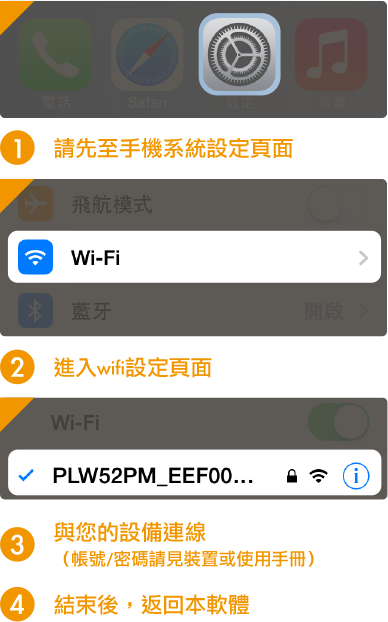 電話 Safari 設定 音樂
1 請先至手機系統設定頁面
飛航模式
Wi-Fi
藍牙 開啟
2 進入wifi設定頁面
Wi-Fi
PLW52PM_EEF00...
3 與您的設備連線
（帳號/密碼請見裝置或使用手冊）
4 結束後，返回本軟體